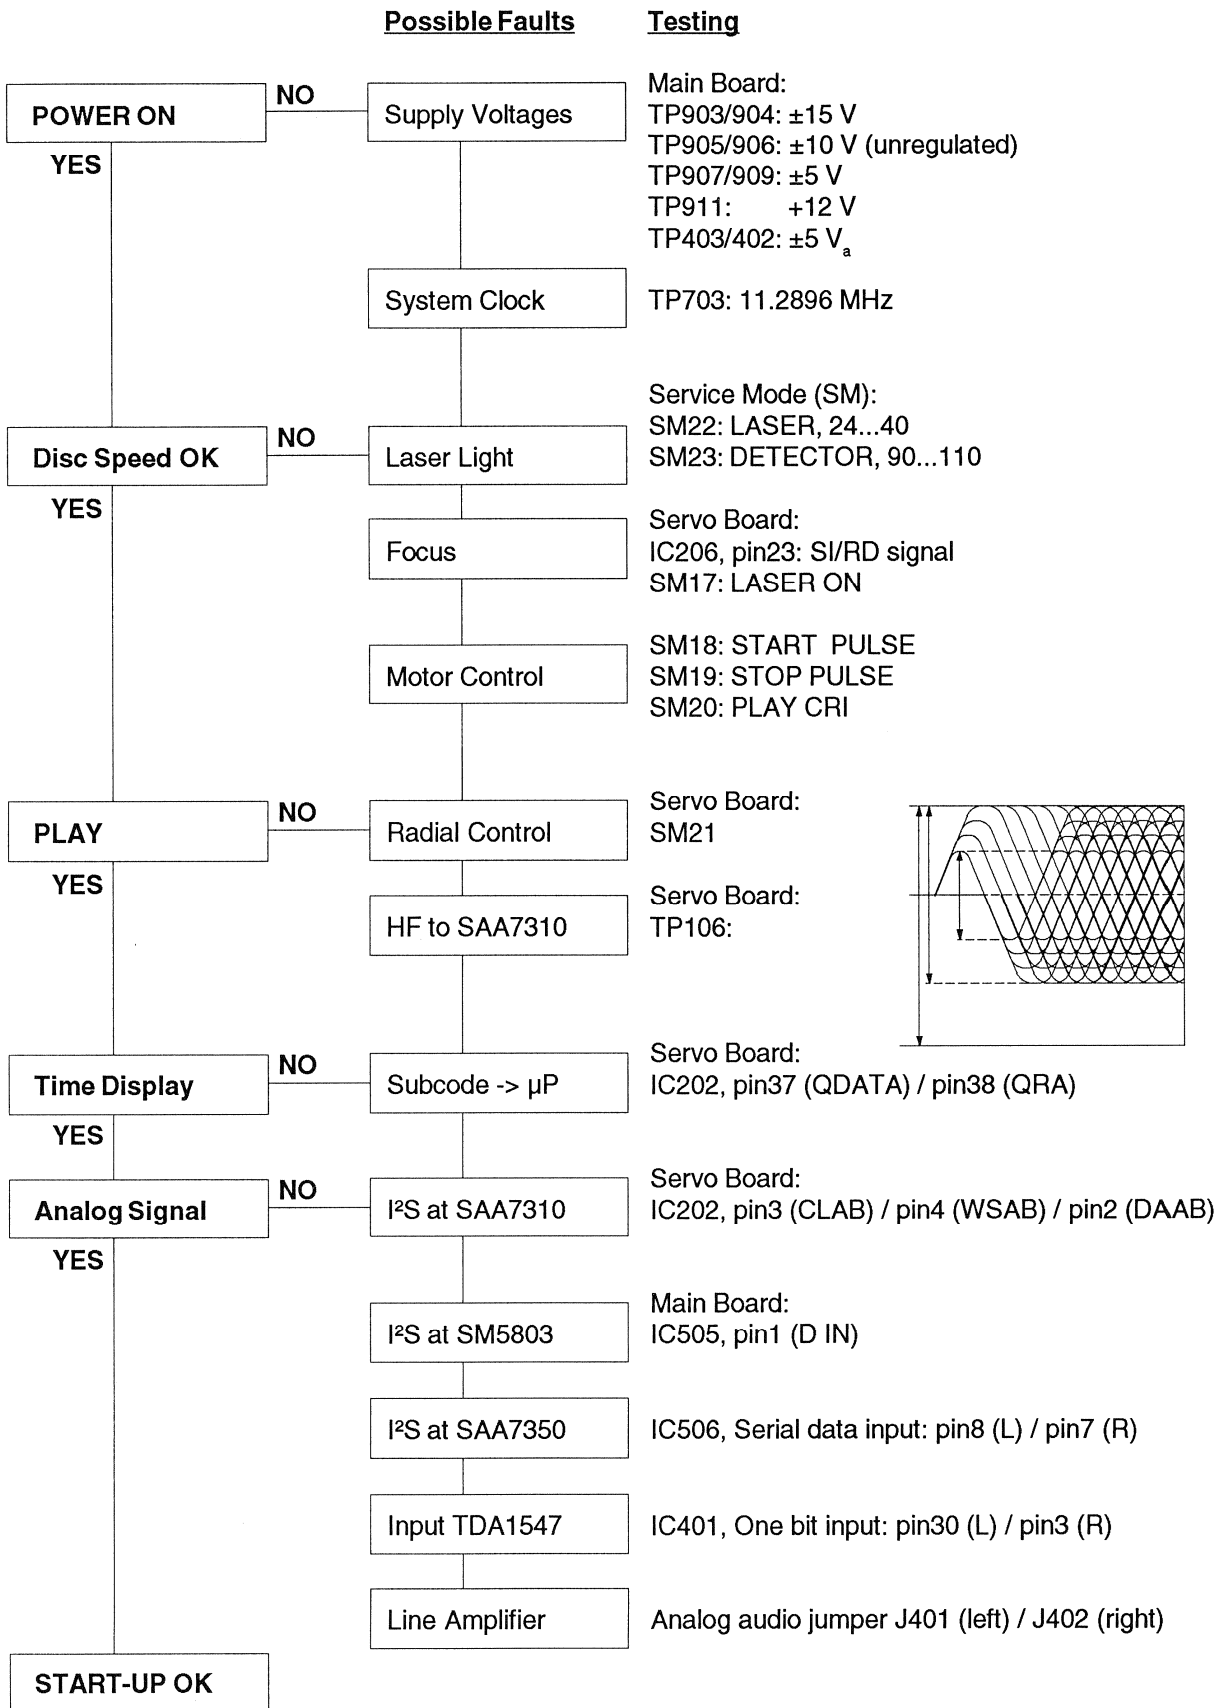 Possible Faults Testing
POWER ON NO Supply Voltages Main Board:
TP903/904: ±15 V
TP905/906: ±10 V (unregulated)
YES TP907/909: ±5 V
TP911: +12 V
TP403/402: ±5 Va
System Clock TP703: 11.2896 MHz
Service Mode (SM):
SM22: LASER, 24...40
Disc Speed OK NO Laser Light SM23: DETECTOR, 90...110
YES
Servo Board:
Focus IC206, pin23: SI/RD signal
SM17: LASER ON
SM18: START PULSE
Motor Control SM19: STOP PULSE
SM20: PLAY CRI
Servo Board:
PLAY NO Radial Control SM21
YES
Servo Board:
HF to SAA7310 TP106:
Servo Board:
Time Display NO Subcode -> µP IC202, pin37 (QDATA) / pin38 (QRA)
YES
Servo Board:
Analog Signal NO I²S at SAA7310 IC202, pin3 (CLAB) / pin4 (WSAB) / pin2 (DAAB)
YES
Main Board:
I²S at SM5803 IC505, pin1 (D IN)
I²S at SAA7350 IC506, Serial data input: pin8 (L) / pin7 (R)
Input TDA1547 IC401, One bit input: pin30 (L) / pin3 (R)
Line Amplifier Analog audio jumper J401 (left) / J402 (right)
START-UP OK